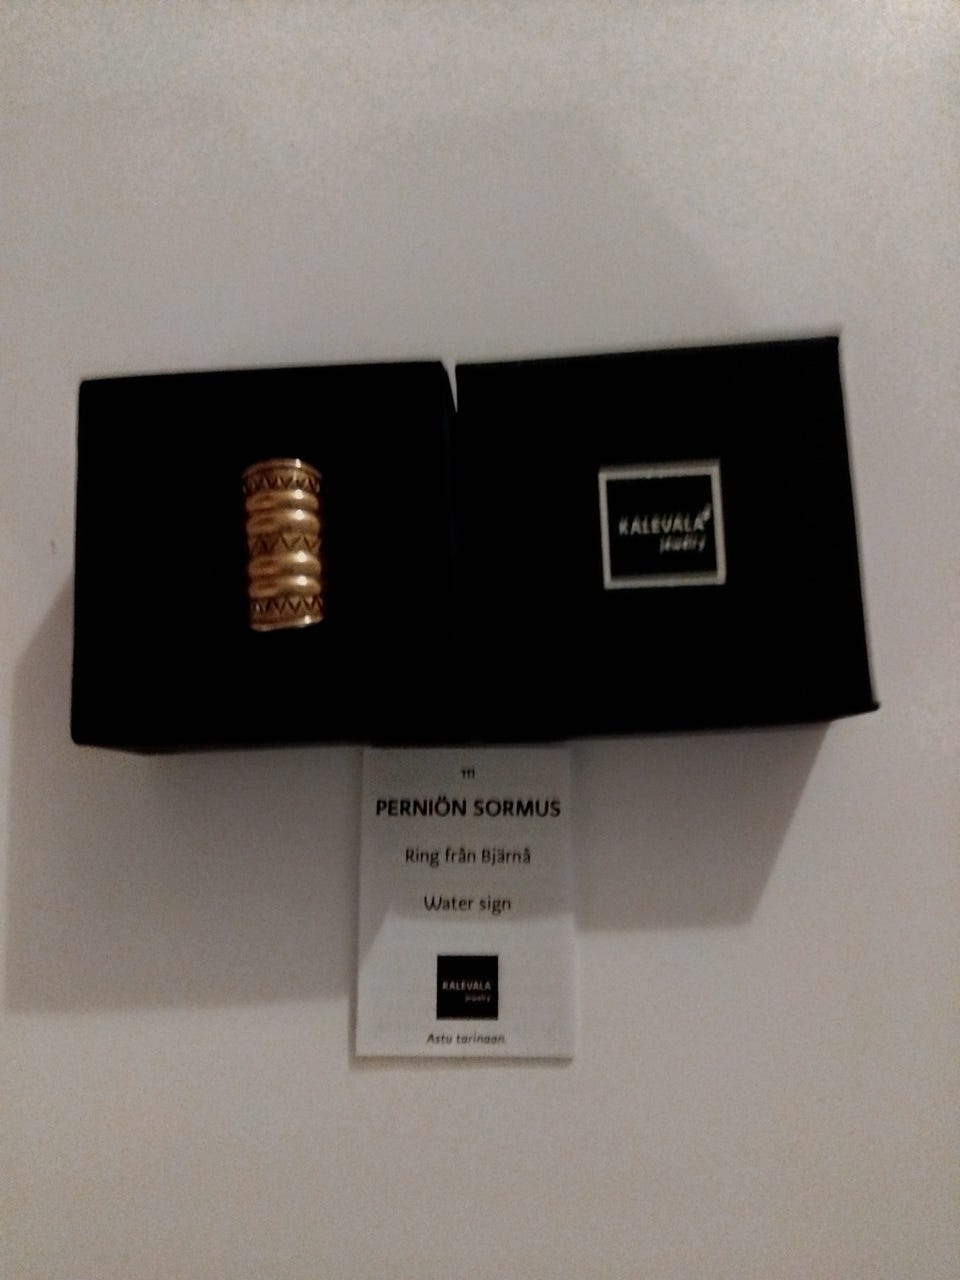 KALEVALA
jewelry
111
PERNIÖN SORMUS
Ring från Bjärnå
Water sign
KALEVALA
jewelry
Astu tarinaan.